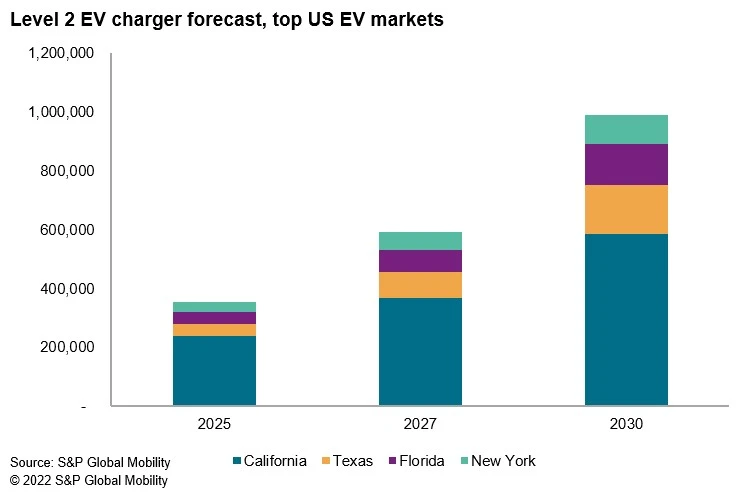 Level 2 EV charger forecast, top US EV markets
1,200,000
1,000,000
800,000
600,000
400,000
200,000
-
2025 2027 2030
Source: S&P Global Mobility
© 2022 S&P Global Mobility
California Texas Florida New York